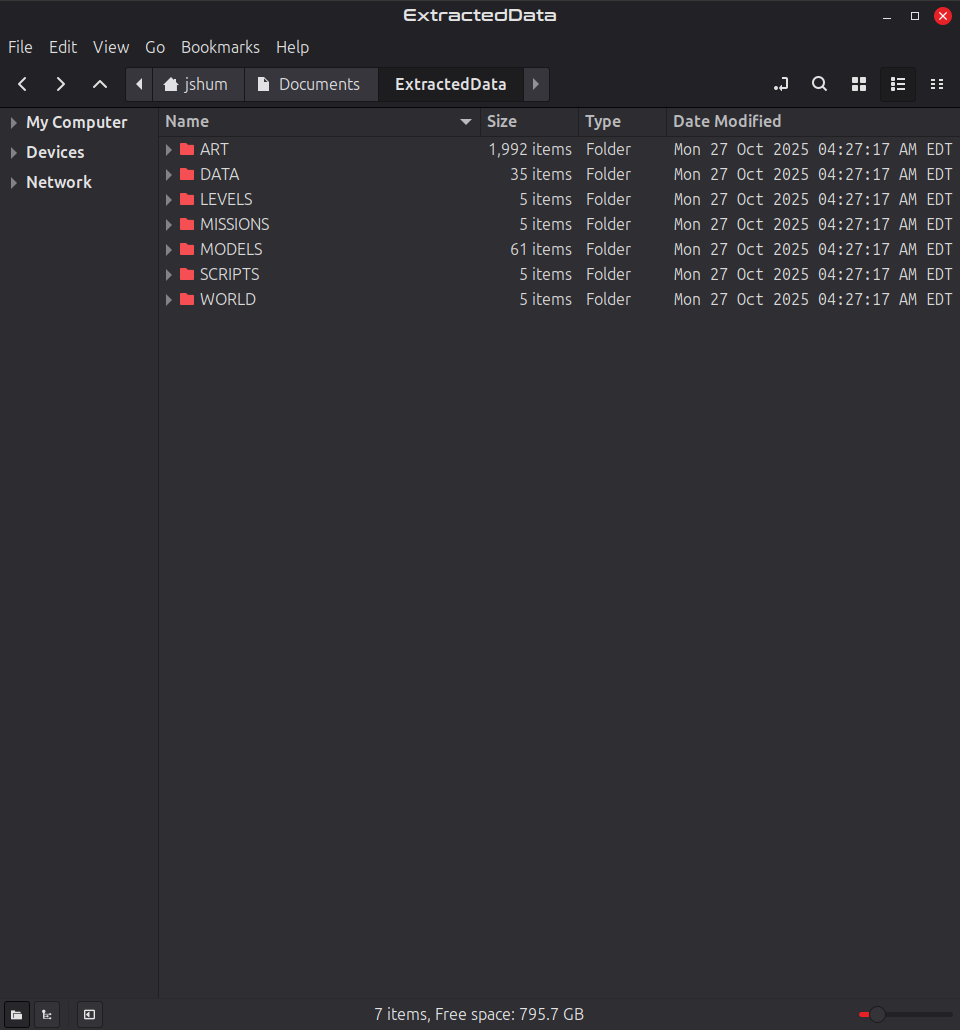 ExtractedData
File Edit View Go Bookmarks Help
jshum Documents ExtractedData
My Computer
Devices
Network
Name Size Type Date Modified
ART 1,992 items Folder Mon 27 Oct 2025 04:27:17 AM EDT
DATA 35 items Folder Mon 27 Oct 2025 04:27:17 AM EDT
LEVELS 5 items Folder Mon 27 Oct 2025 04:27:17 AM EDT
MISSIONS 5 items Folder Mon 27 Oct 2025 04:27:17 AM EDT
MODELS 61 items Folder Mon 27 Oct 2025 04:27:17 AM EDT
SCRIPTS 5 items Folder Mon 27 Oct 2025 04:27:17 AM EDT
WORLD 5 items Folder Mon 27 Oct 2025 04:27:17 AM EDT
7 items, Free space: 795.7 GB